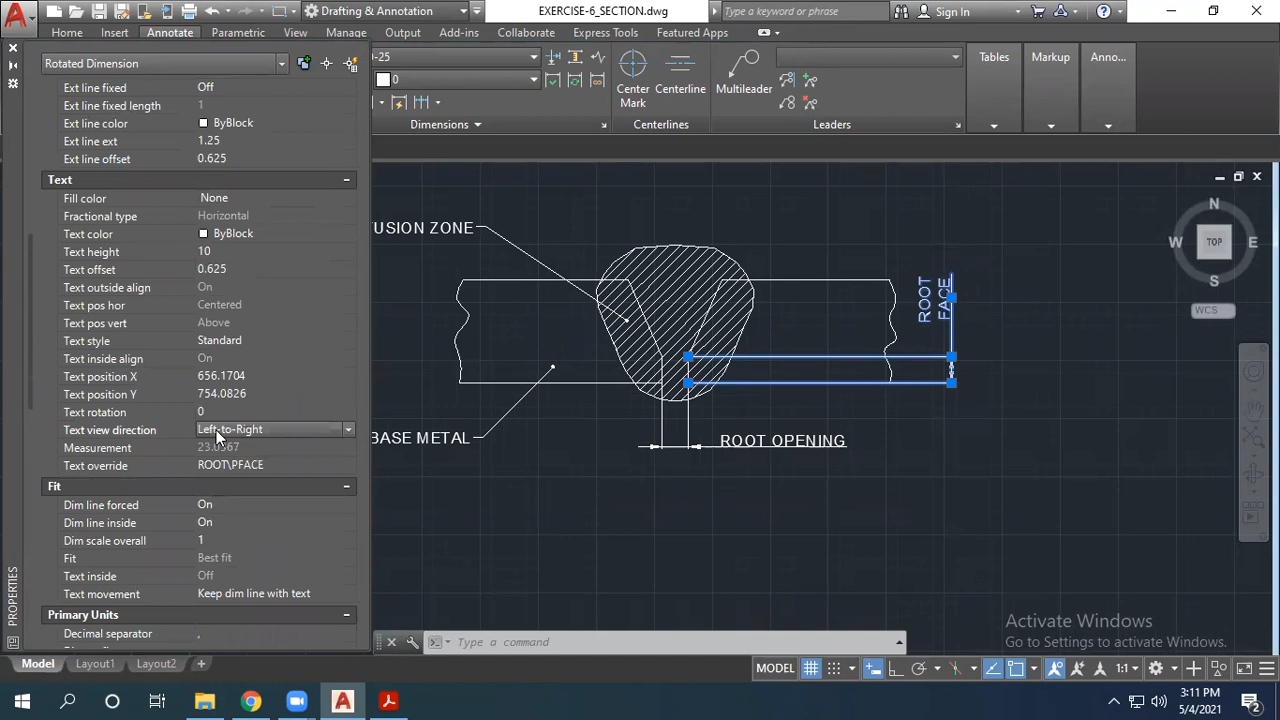 Drafting & Annotation
EXERCISE-6_SECTION.dwg
Type a keyword or phrase
Sign In
Home Insert Annotate Parametric View Manage Output Add-ins Collaborate Express Tools Featured Apps
Rotated Dimension
Ext line fixed Off
Ext line fixed length 1
Ext line color ByBlock
Ext line ext 1.25
Ext line offset 0.625
Text
Fill color None
Fractional type Horizontal
Text color ByBlock
Text height 10
Text offset 0.625
Text outside align On
Text pos hor Centered
Text pos vert Above
Text style Standard
Text inside align On
Text position X 656.1704
Text position Y 754.0826
Text rotation 0
Text view direction Left-to-Right
Measurement
Text override ROOT\PFACE
Fit
Dim line forced On
Dim line inside On
Dim scale overall 1
Fit Best fit
Text inside Off
Text movement Keep dim line with text
Primary Units
Decimal separator ,
PROPERTIES
-25
0
Dimensions
Center Mark
Centerline
Centerlines
Multileader
Leaders
Tables
Markup
Anno...
N
W TOP E
S
WCS
USION ZONE
BASE METAL
ROOT OPENING
ROOT
FACE
Activate Windows
Go to Settings to activate Windows.
Type a command
Model Layout1 Layout2 +
MODEL
1:1
3:11 PM
5/4/2021
2